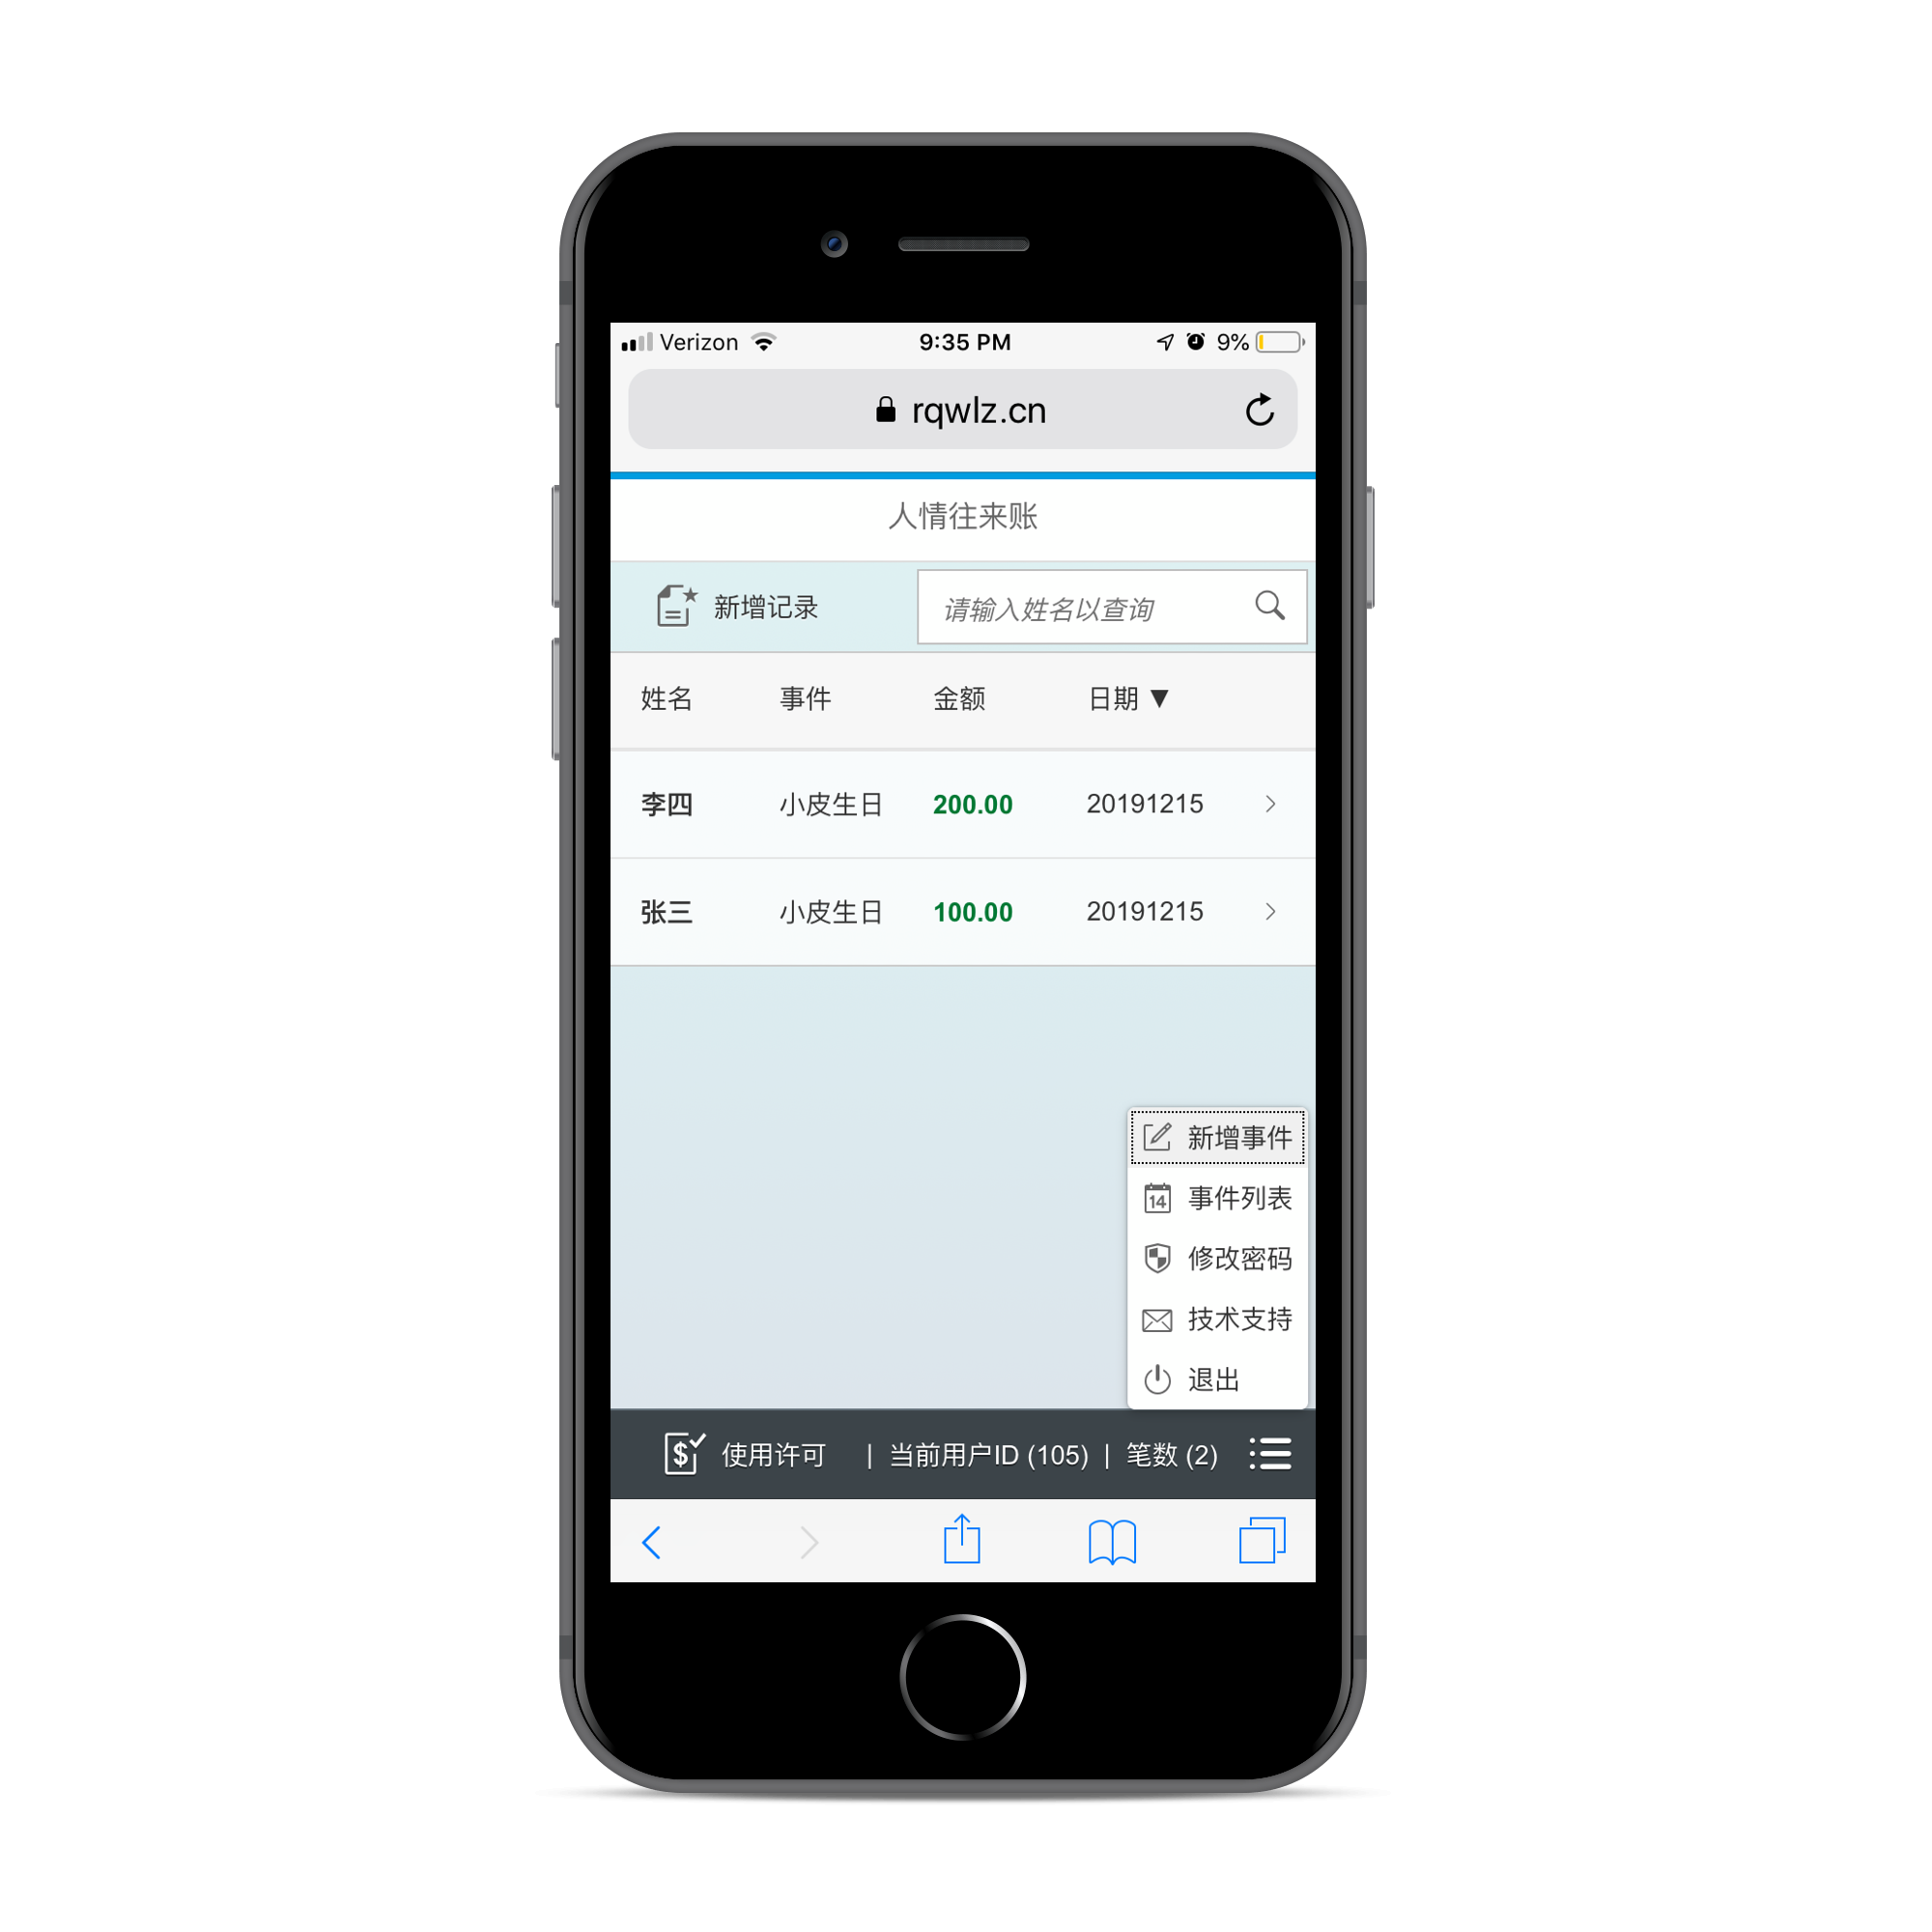 Verizon 9:35 PM 9%
rqwlz.cn
人情往来账
新增记录 请输入姓名以查询
姓名 事件 金额 日期 ▼
李四 小皮生日 200.00 20191215
张三 小皮生日 100.00 20191215
新增事件
14 事件列表
修改密码
技术支持
退出
$ 使用许可 | 当前用户ID (105) | 笔数 (2)